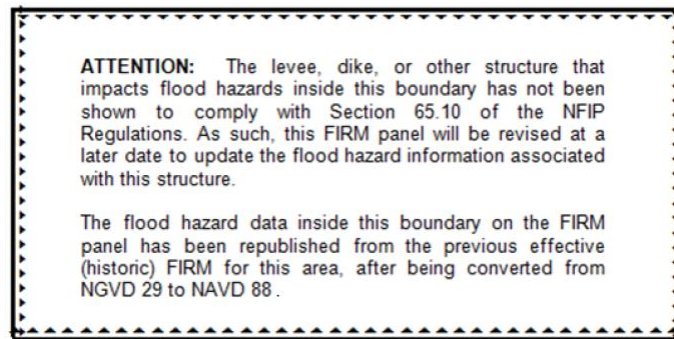 ATTENTION: The levee, dike, or other structure that
impacts flood hazards inside this boundary has not been
shown to comply with Section 65.10 of the NFIP
Regulations. As such, this FIRM panel will be revised at a
later date to update the flood hazard information associated
with this structure.
The flood hazard data inside this boundary on the FIRM
panel has been republished from the previous effective
(historic) FIRM for this area, after being converted from
NGVD 29 to NAVD 88 .